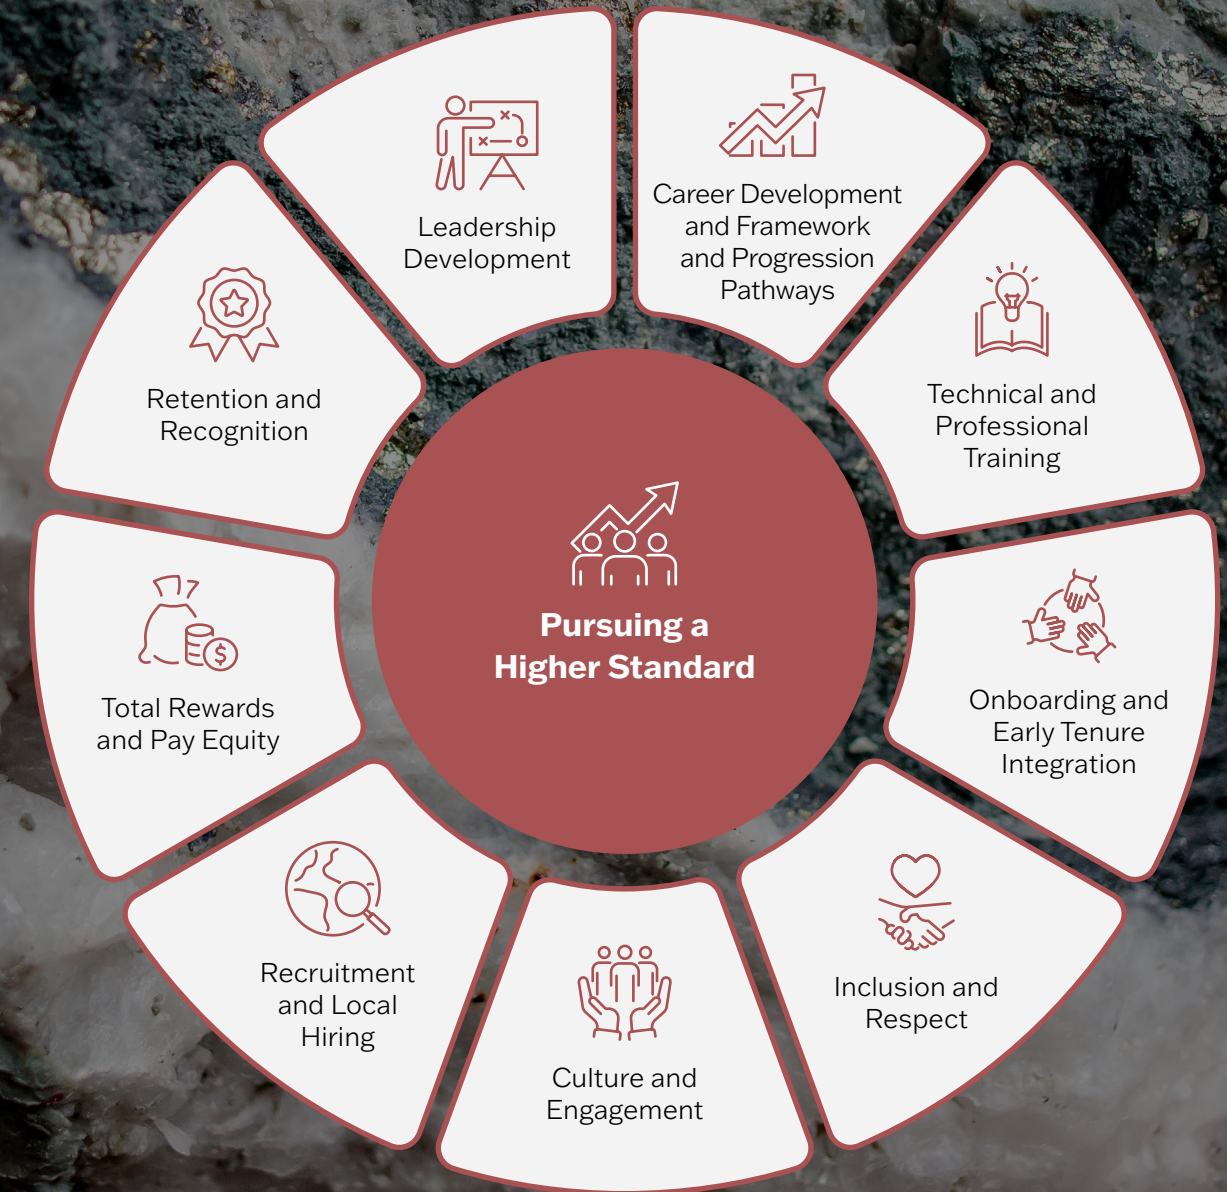 Leadership
Development
Career Development
and Framework
and Progression
Pathways
Technical and
Professional
Training
Onboarding and
Early Tenure
Integration
Inclusion and
Respect
Culture and
Engagement
Recruitment
and Local
Hiring
Total Rewards
and Pay Equity
Retention and
Recognition
Pursuing a
Higher Standard